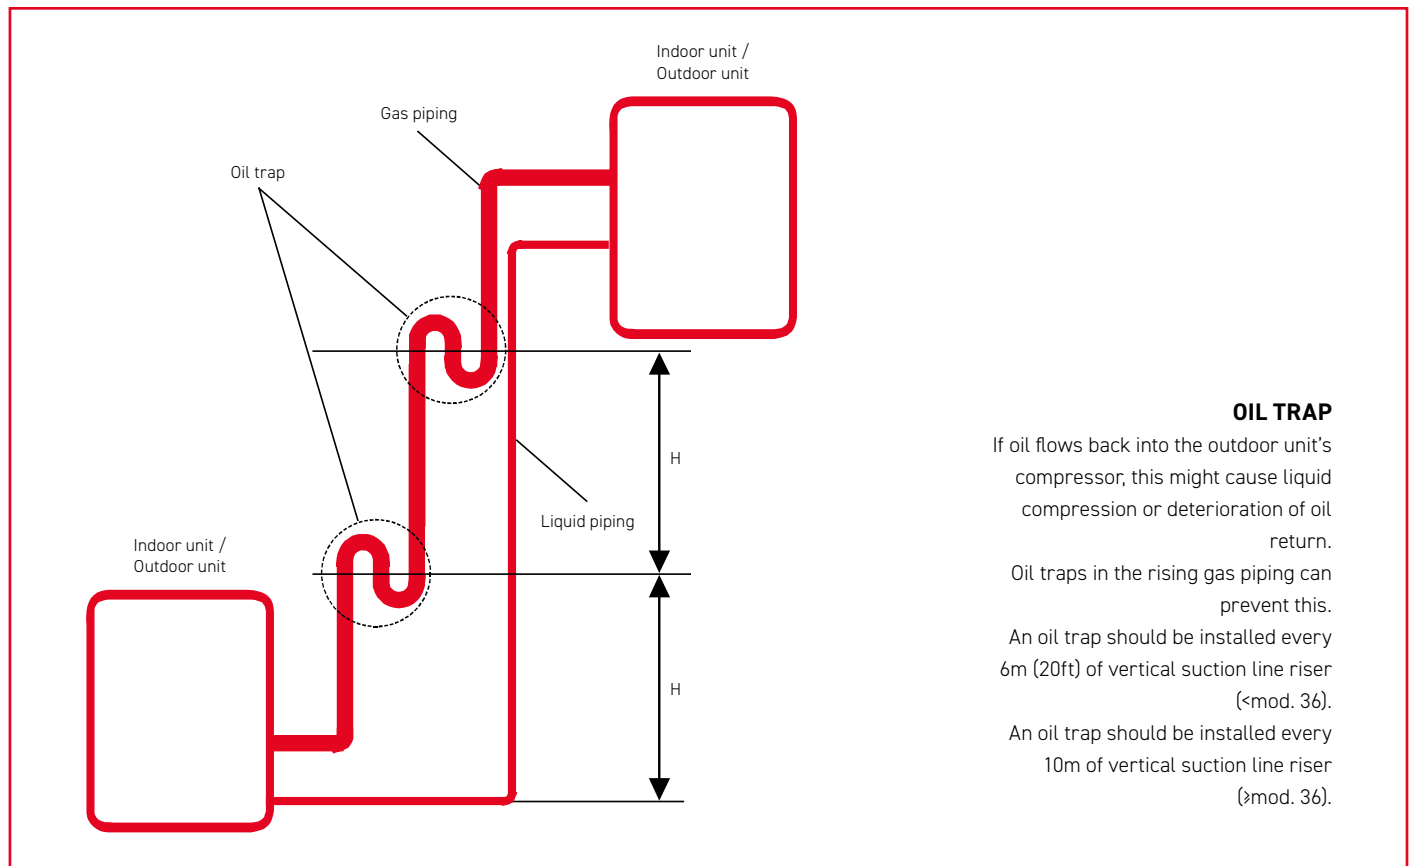 Indoor unit /
Outdoor unit
Gas piping
Oil trap
H
Liquid piping
Indoor unit /
Outdoor unit
H
OIL TRAP
If oil flows back into the outdoor unit's
compressor, this might cause liquid
compression or deterioration of oil
return.
Oil traps in the rising gas piping can
prevent this.
An oil trap should be installed every
6m (20ft) of vertical suction line riser
(<mod. 36).
An oil trap should be installed every
10m of vertical suction line riser
(≥mod. 36).